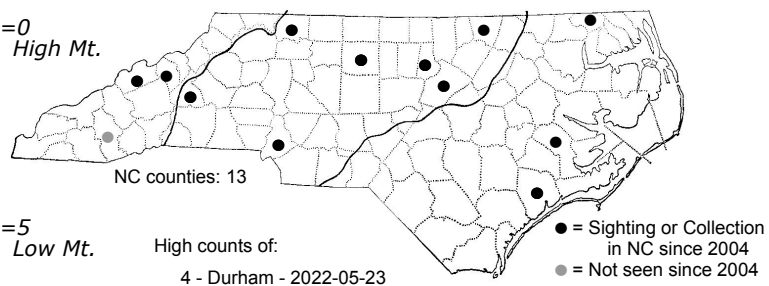 =0
High Mt.
NC counties: 13
=5
Low Mt.
High counts of:
4 - Durham - 2022-05-23
= Sighting or Collection
in NC since 2004
= Not seen since 2004